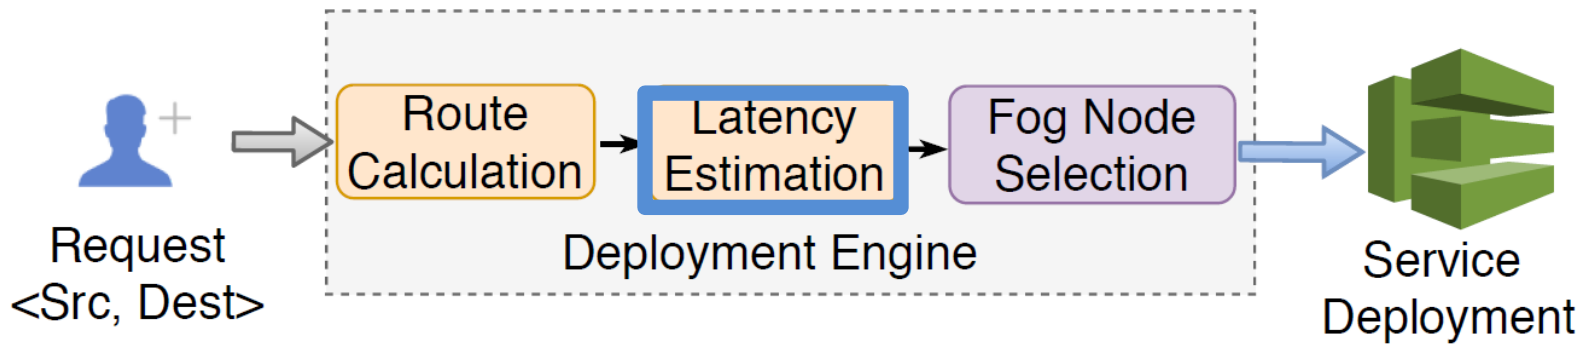 Request
<Src, Dest>
Route
Calculation
Latency
Estimation
Fog Node
Selection
Deployment Engine
Service
Deployment